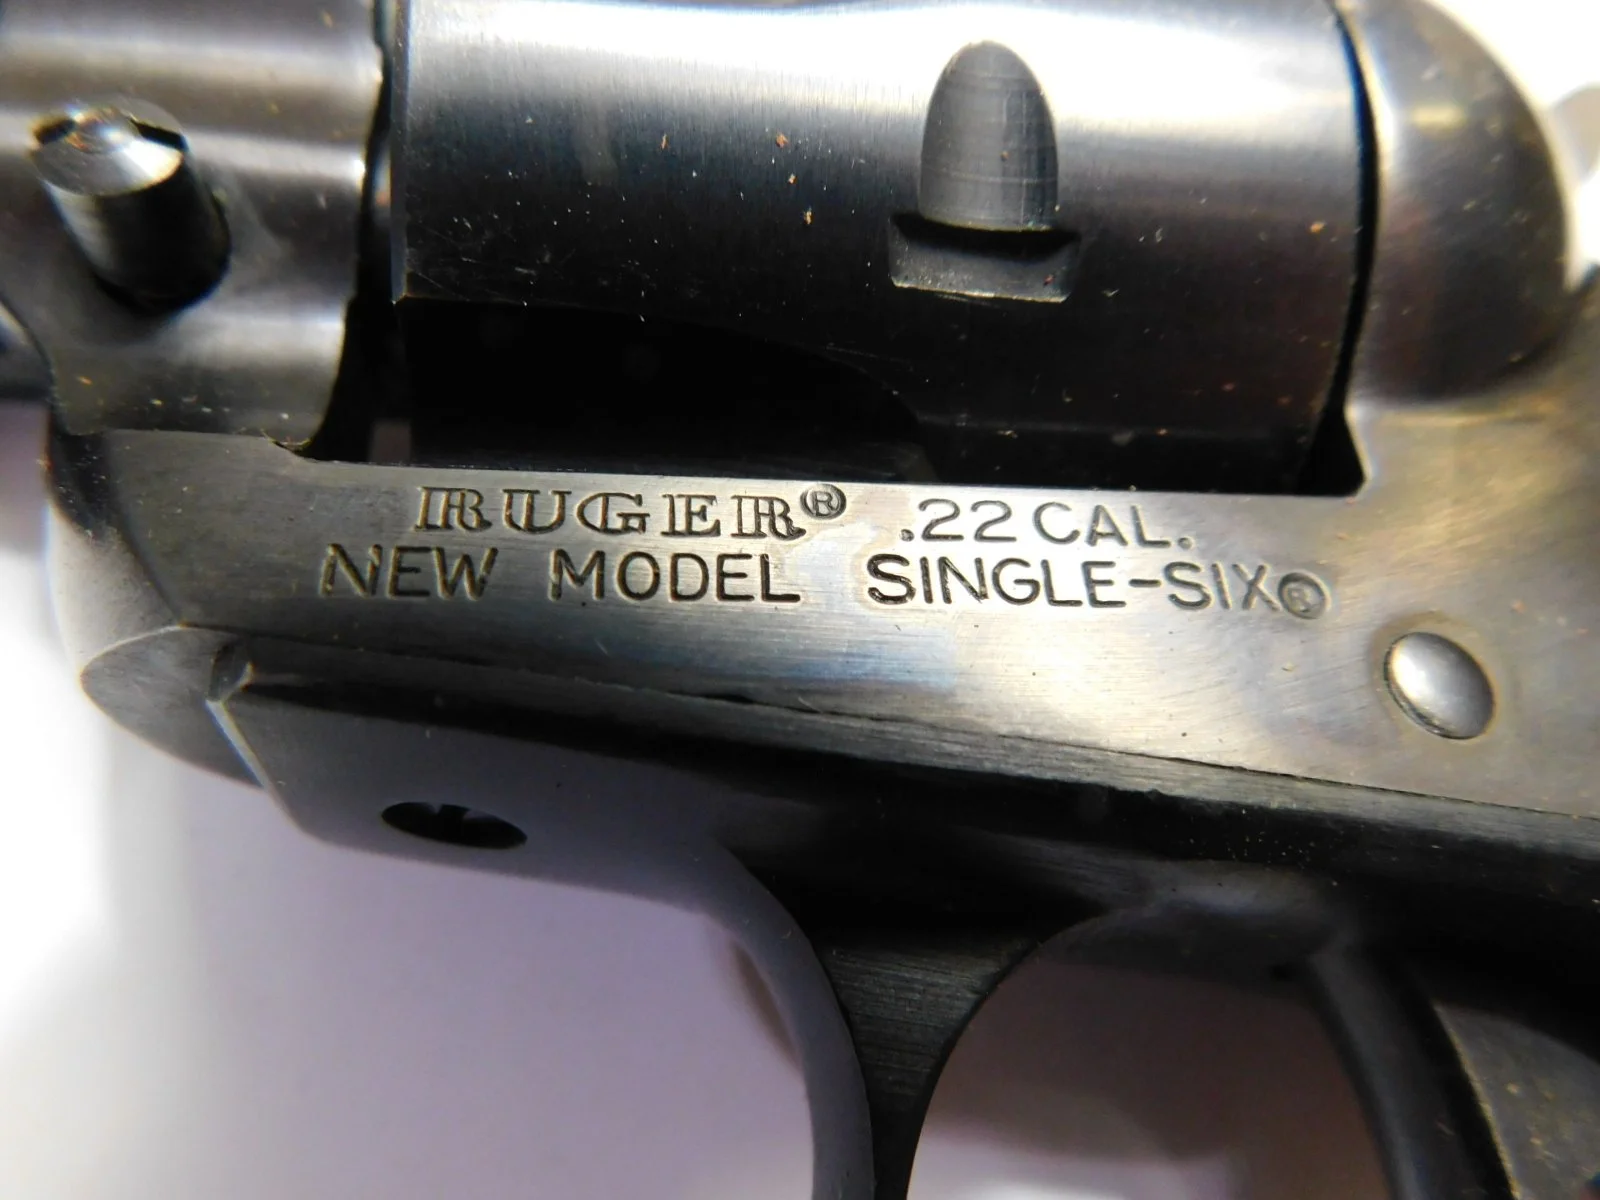 RUGER® .22 CAL.
NEW MODEL SINGLE-SIX®